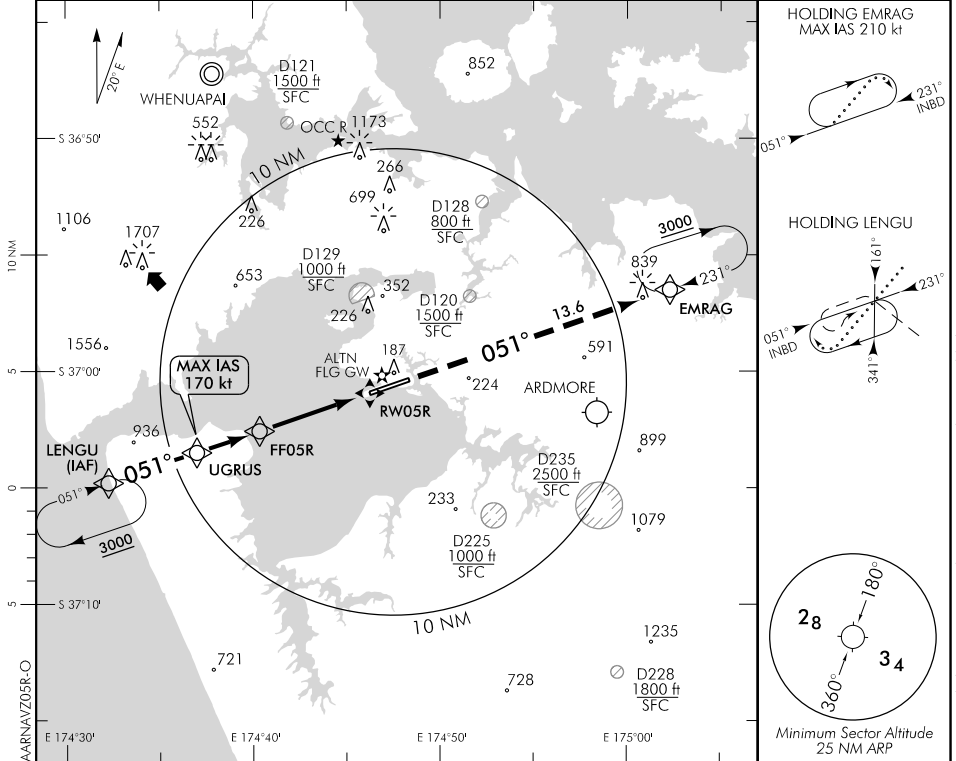 20° E
WHENUAPAI
D121
1500 ft
SFC
852
HOLDING EMRAG
MAX IAS 210 kt
231°
INBD
051°
552
OCC R
1173
S 36°50'
10 NM
266
699
226
D128
800 ft
SFC
1106
1707
10 NM
3000
839
231°
EMRAG
HOLDING LENGU
161°
231°
051°
INBD
341°
D129
1000 ft
SFC
653
352
226
D120
1500 ft
SFC
13.6
051°
1556
5
S 37°00'
MAX IAS
170 kt
ALTN
FLG GW
187
591
224
ARDMORE
RW05R
936
LENGU
(IAF)
051°
FF05R
UGRUS
051°
899
D235
2500 ft
SFC
0
3000
233
D225
1000 ft
SFC
1079
5
S 37°10'
10 NM
180°
28
34
360°
Minimum Sector Altitude
25 NM ARP
1235
721
728
D228
1800 ft
SFC
AARNAVZ05R-O
E 174°30'
E 174°40'
E 174°50'
E 175°00'